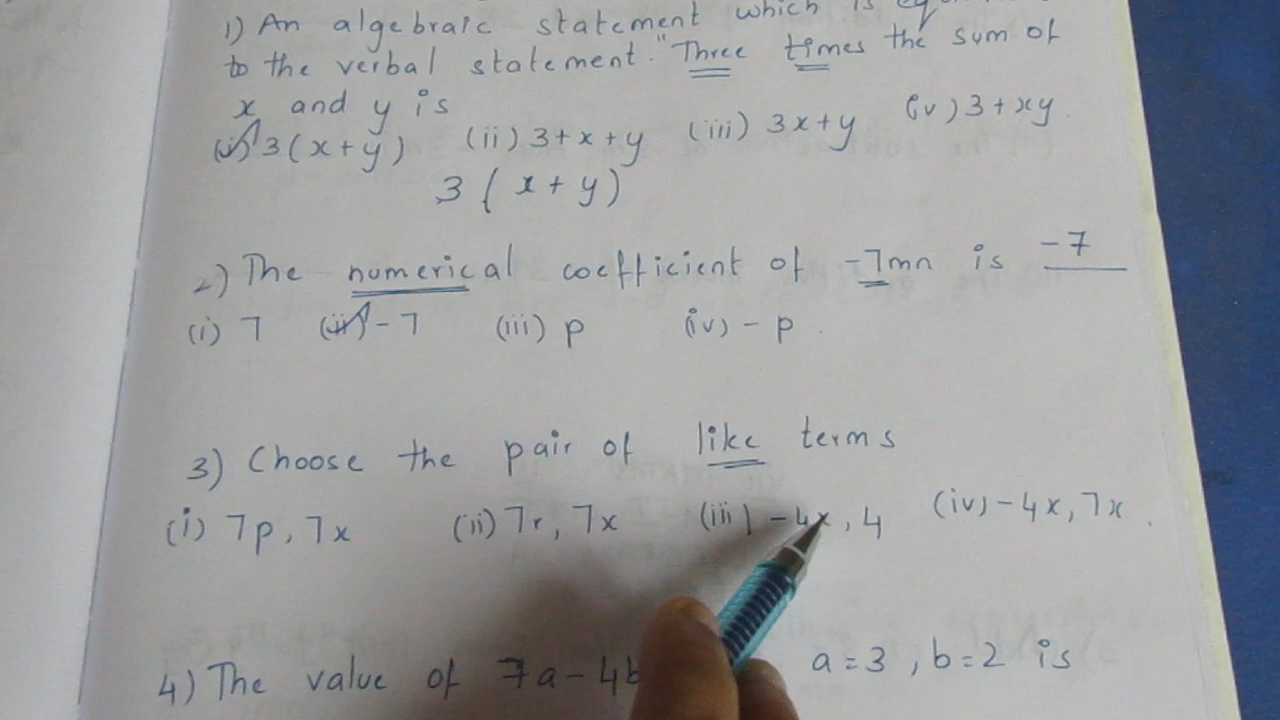 1) An algebraic statement which is
to the verbal statement. "Three times the sum of
x and y is
(i) 3(x+y) (ii) 3+x+y (iii) 3x+y (iv) 3+xy.
3(x+y)
2) The numerical coefficient of -7mn is -7
(i) 7 (ii) -7 (iii) p (iv) -p.
3) Choose the pair of like terms
(i) 7p, 7x (ii) 7r, 7x (iii) -4x, 4 (iv) -4x, 7x.
4) The value of 7a-4b a=3, b=2 is